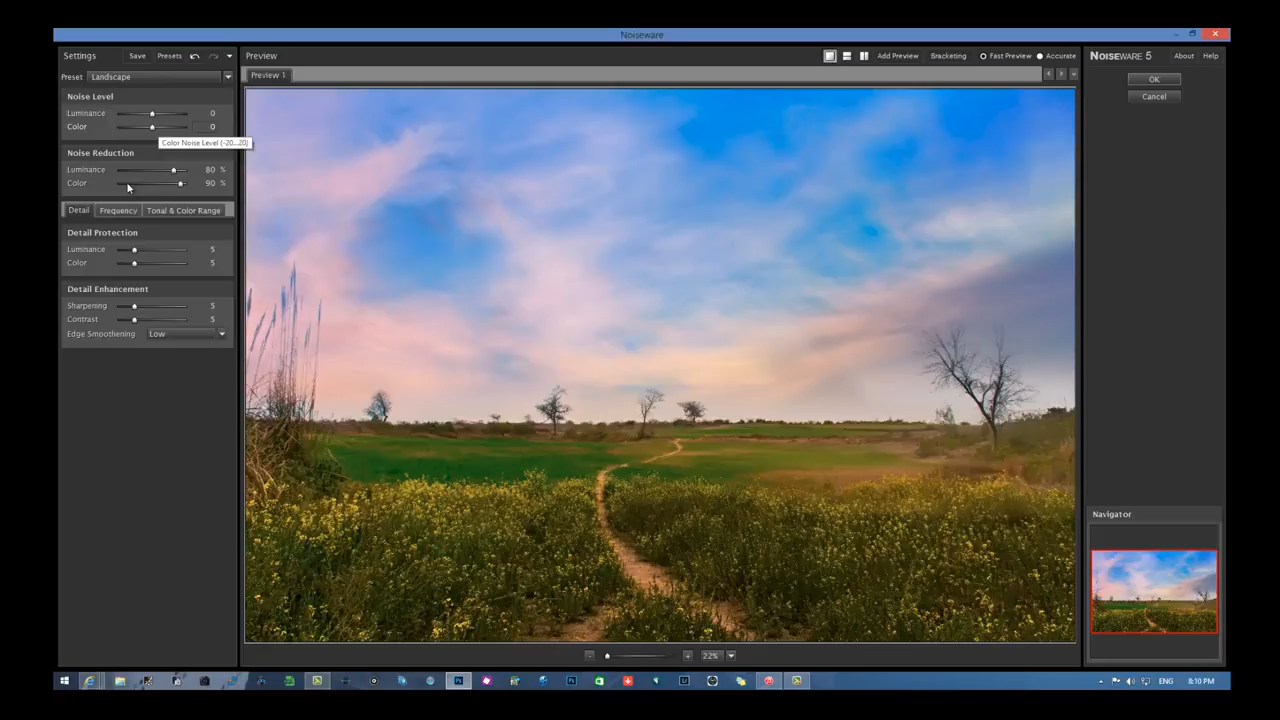 Noiseware
Settings Save Presets
Preview Add Preview Bracketing Fast Preview Accurate
NOISEWARE 5 About Help
Preset Landscape
Preview 1
OK
Cancel
Noise Level
Luminance 0
Color 0
Color Noise Level (-20...20)
Noise Reduction
Luminance 80 %
Color 90 %
Detail Frequency Tonal & Color Range
Detail Protection
Luminance 5
Color 5
Detail Enhancement
Sharpening 5
Contrast 5
Edge Smoothening Low
Navigator
22%
ENG 8:10 PM